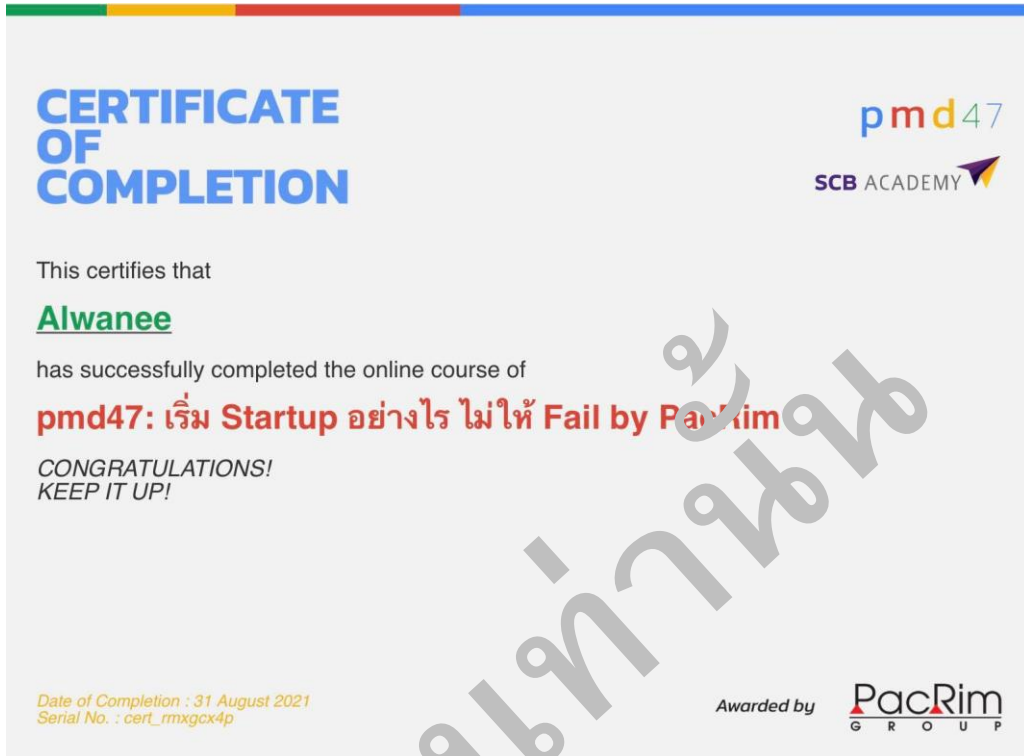 CERTIFICATE
OF
COMPLETION
pmd47
SCB ACADEMY
This certifies that
Alwanee
has successfully completed the online course of
pmd47: เริ่ม Startup อย่างไร ไม่ให้ Fail by PacRim
CONGRATULATIONS!
KEEP IT UP!
Date of Completion : 31 August 2021
Serial No. : cert_rmxgcx4p
Awarded by
PacRim
GROUP